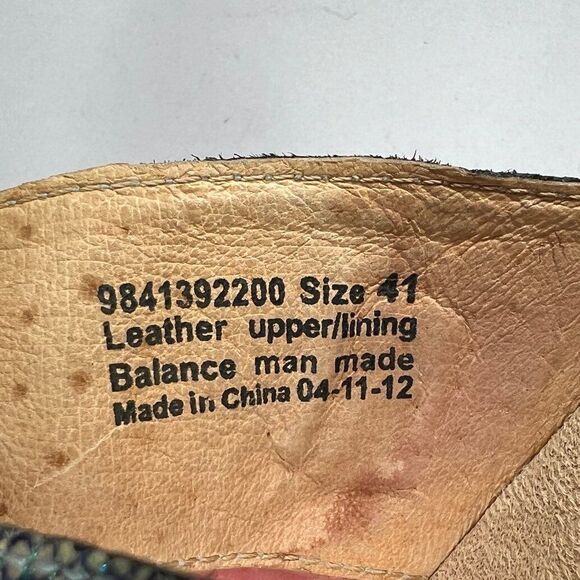 9841392200 Size 41
Leather upper/lining
Balance man made
Made in China 04-11-12